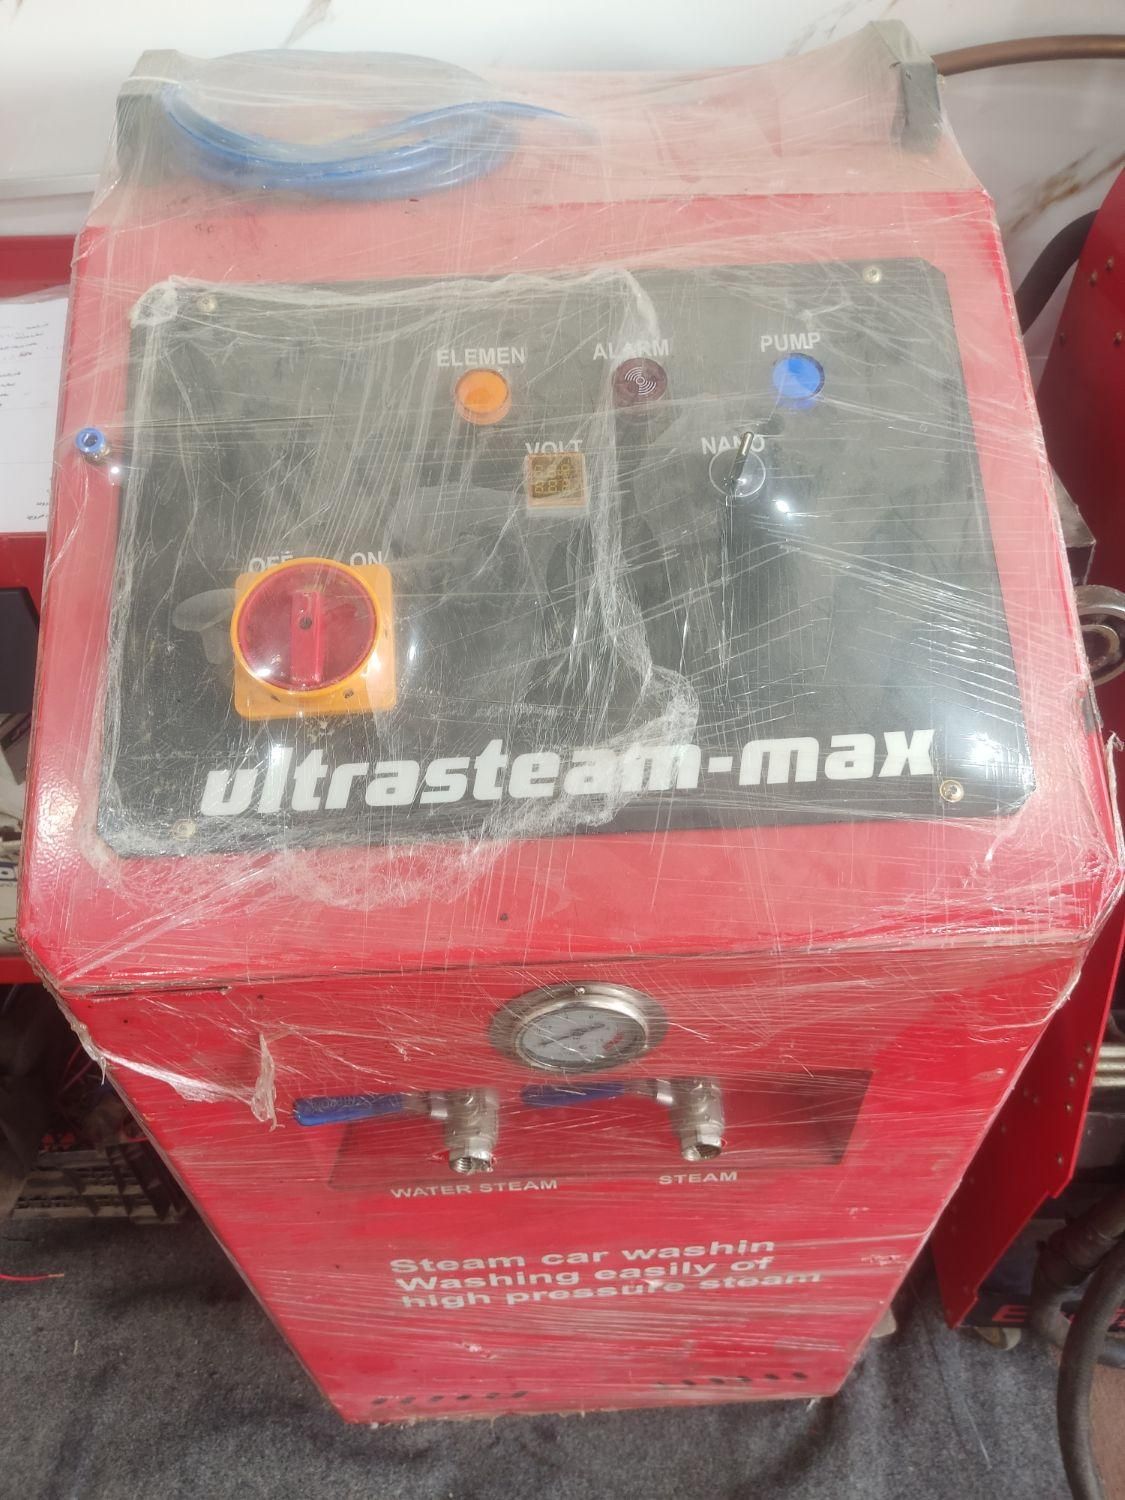 ELEMEN ALARM PUMP
VOLT NANO
OFF ON
ultrasteam-max
WATER STEAM STEAM
Steam car washin
Washing easily of
high pressure steam